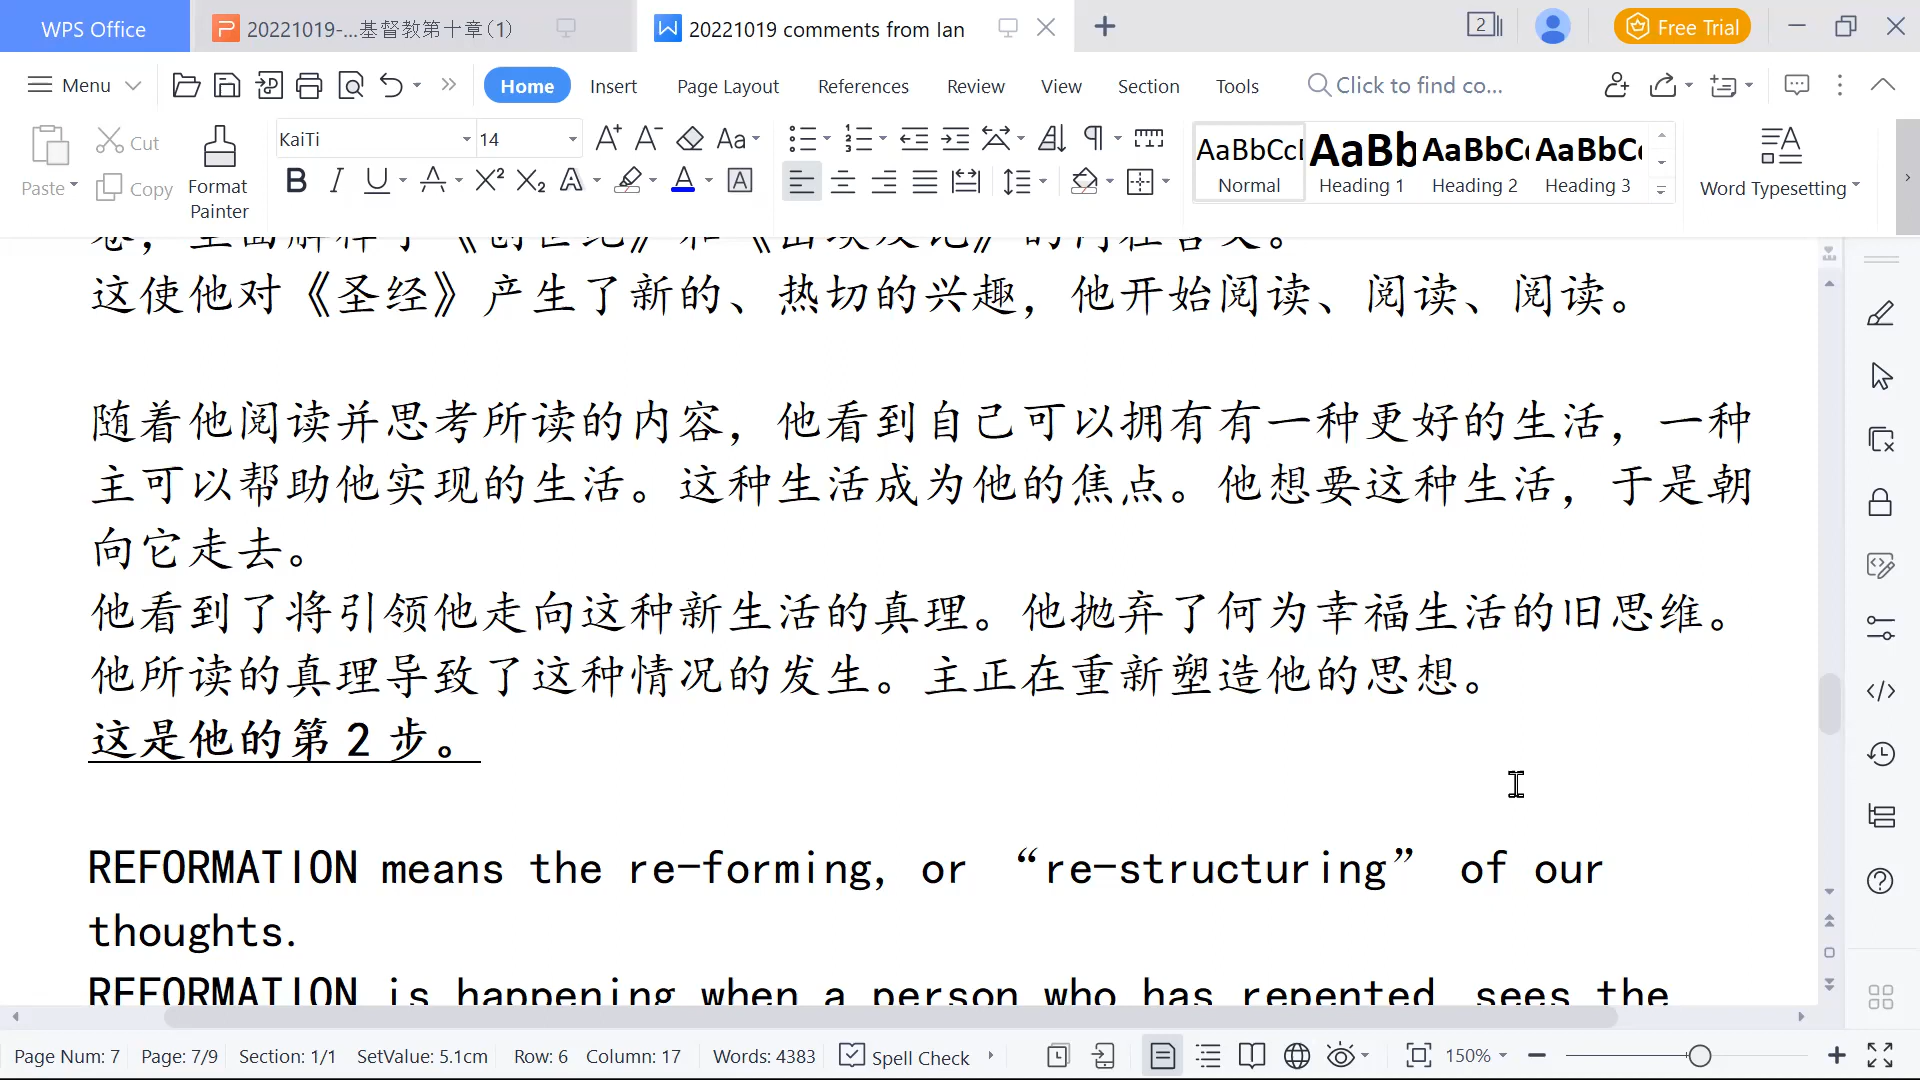 WPS Office
20221019-...基督教第十章(1)
20221019 comments from Ian
2
Free Trial
Menu
Home
Insert
Page Layout
References
Review
View
Section
Tools
Click to find co...
Paste
Cut
Copy
Format
Painter
KaiTi
14
AaBbCcI
Normal
AaBb
Heading 1
AaBbC
Heading 2
AaBbC
Heading 3
Word Typesetting
这使他对《圣经》产生了新的、热切的兴趣，他开始阅读、阅读、阅读。
随着他阅读并思考所读的内容，他看到自己可以拥有有一种更好的生活，一种
主可以帮助他实现的生活。这种生活成为他的焦点。他想要这种生活，于是朝
向它走去。
他看到了将引领他走向这种新生活的真理。他抛弃了何为幸福生活的旧思维。
他所读的真理导致了这种情况的发生。主正在重新塑造他的思想。
这是他的第 2 步。
REFORMATION means the re-forming, or “re-structuring” of our
thoughts.
REFORMATION is happening when a person who has repented sees the
Page Num: 7
Page: 7/9
Section: 1/1
SetValue: 5.1cm
Row: 6
Column: 17
Words: 4383
Spell Check
150%